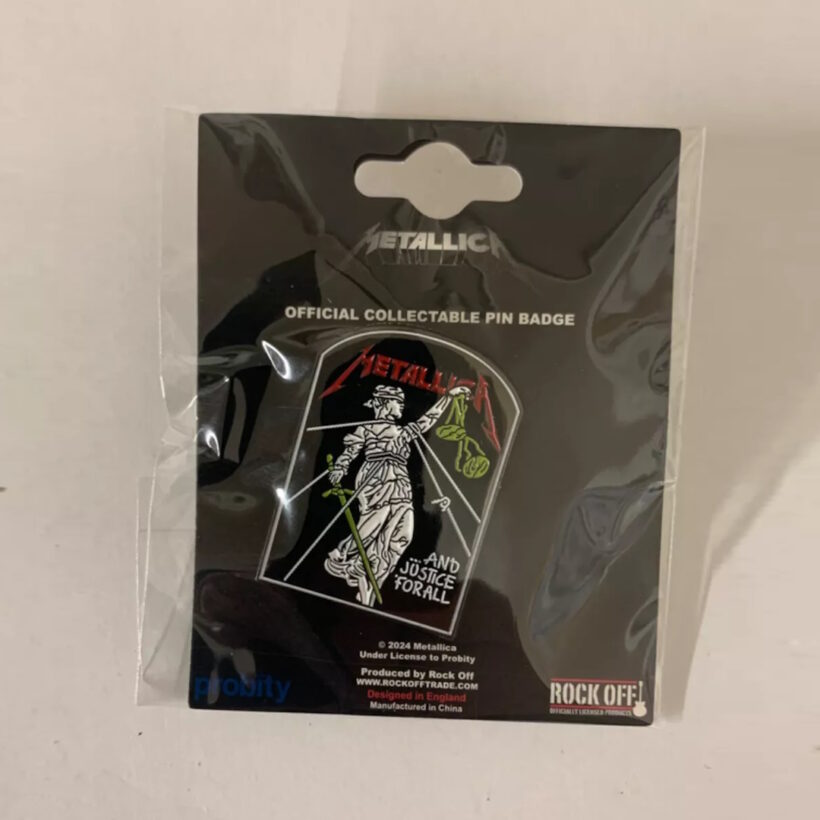 METALLICA
OFFICIAL COLLECTABLE PIN BADGE
METALLICA
...AND
JUSTICE
FOR ALL
© 2024 Metallica
Under License to Probity
Produced by Rock Off
WWW.ROCKOFFTRADE.COM
Designed in England
Manufactured in China
probity
ROCK OFF!
OFFICIALLY LICENSED PRODUCTS